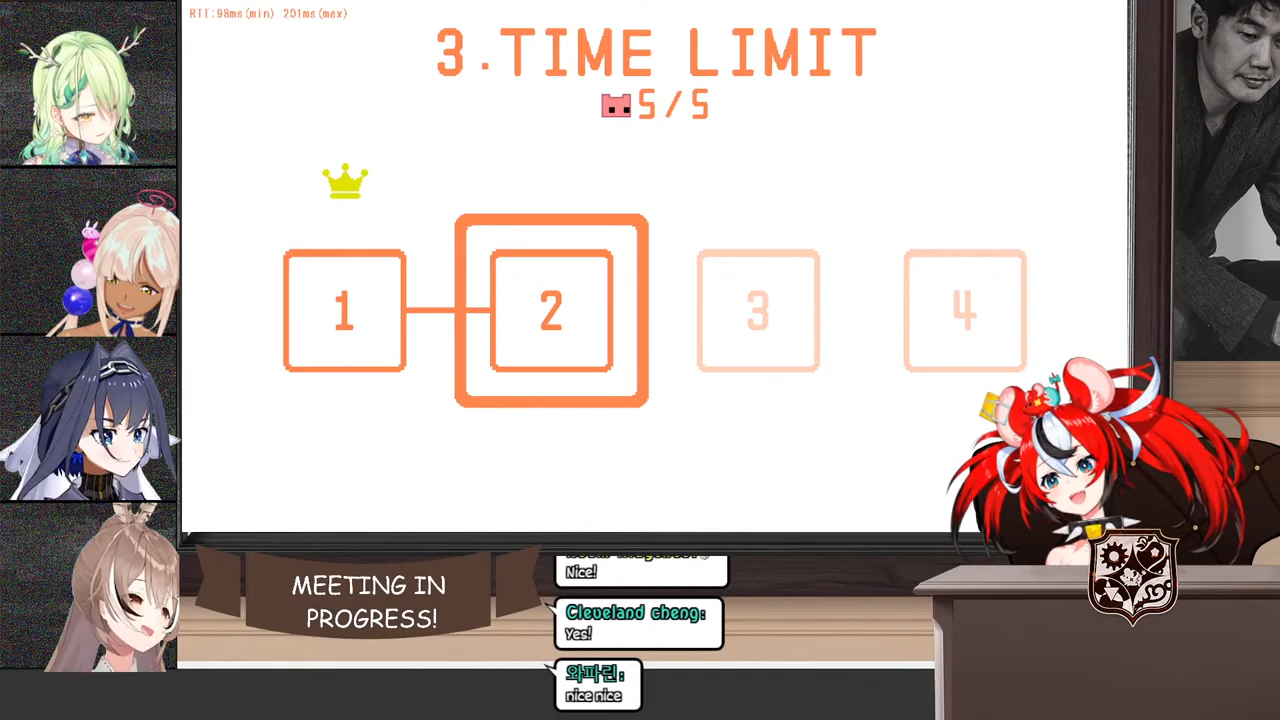 RTT:98ms(min) 201ms(max)
3.TIME LIMIT
5/5
1
2
3
4
MEETING IN
PROGRESS!
Nice!
Cleveland cheng:
Yes!
와파린:
nice nice